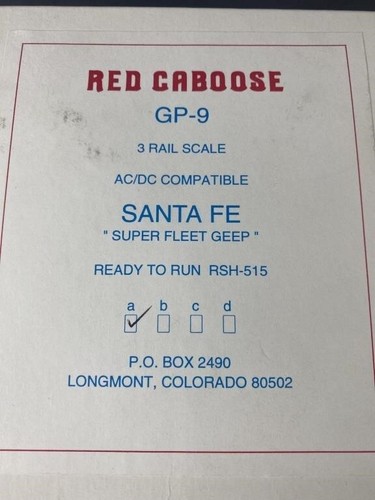 RED CABOOSE
GP-9
3 RAIL SCALE
AC/DC COMPATIBLE
SANTA FE
" SUPER FLEET GEEP "
READY TO RUN RSH-515
a b c d
P.O. BOX 2490
LONGMONT, COLORADO 80502